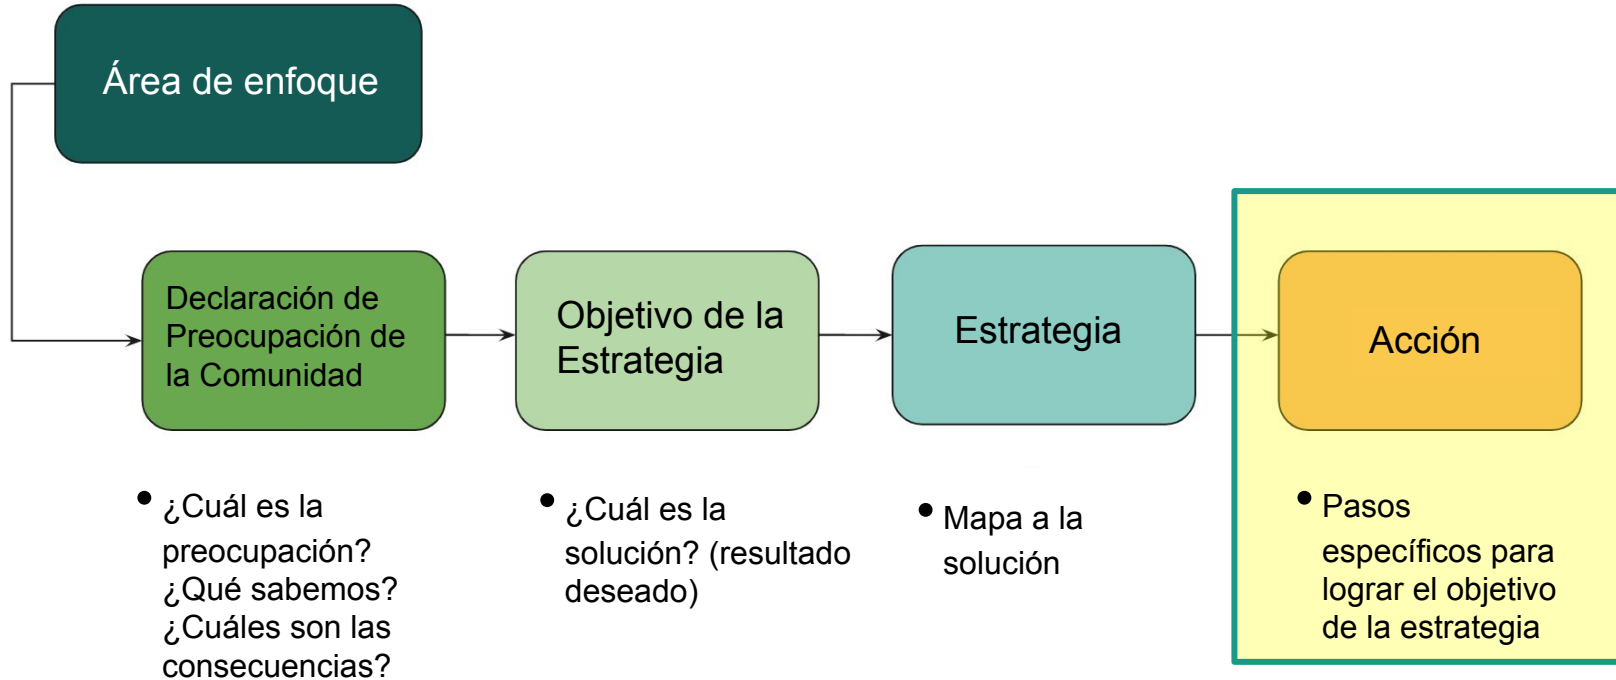 Área de enfoque
Declaración de
Preocupación de
la Comunidad
Objetivo de la
Estrategia
Estrategia
Acción
• ¿Cuál es la
preocupación?
¿Qué sabemos?
¿Cuáles son las
consecuencias?
• ¿Cuál es la
solución? (resultado
deseado)
• Mapa a la
solución
• Pasos
específicos para
lograr el objetivo
de la estrategia